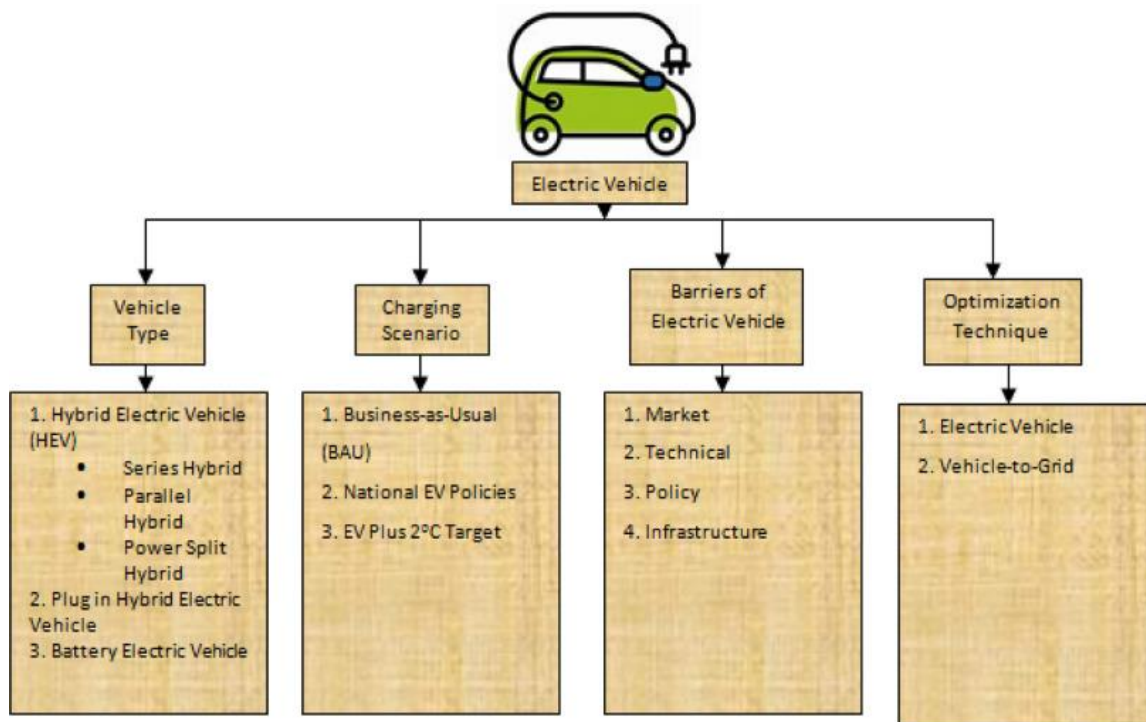 Electric Vehicle
Vehicle
Type
Charging
Scenario
Barriers of
Electric Vehicle
Optimization
Technique
1. Hybrid Electric Vehicle
(HEV)
• Series Hybrid
• Parallel
Hybrid
• Power Split
Hybrid
2. Plug in Hybrid Electric
Vehicle
3. Battery Electric Vehicle
1. Business-as-Usual
(BAU)
2. National EV Policies
3. EV Plus 2ºC Target
1. Market
2. Technical
3. Policy
4. Infrastructure
1. Electric Vehicle
2. Vehicle-to-Grid